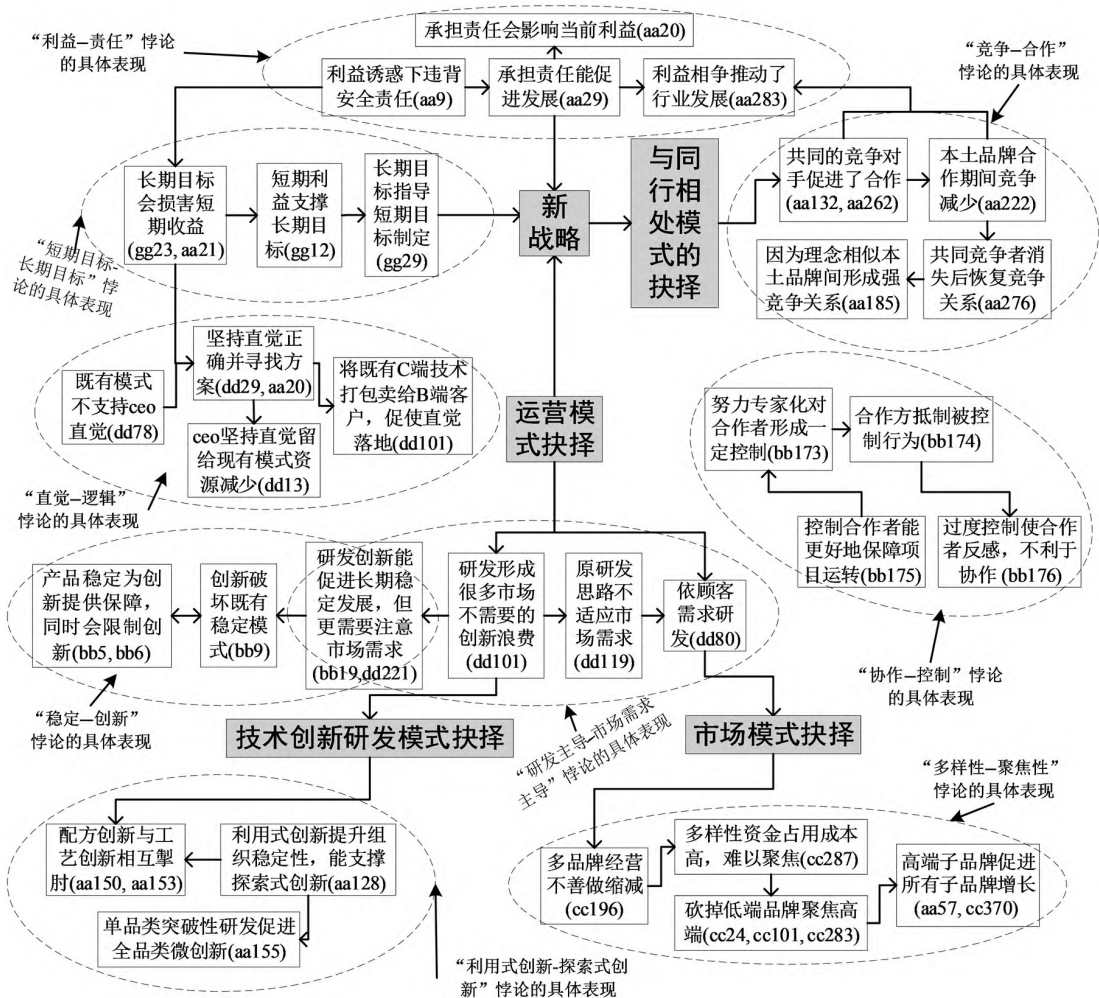 承担责任会影响当前利益(aa20)
“利益–责任”悖论
的具体表现
利益诱惑下违背
安全责任(aa9)
承担责任能促
进发展(aa29)
利益相争推动了
行业发展(aa283)
“竞争–合作”
悖论的具体表现
长期目标
会损害短
期收益
(gg23, aa21)
短期利
益支撑
长期目
标(gg12)
长期目
标指导
短期目
标制定
(gg29)
新
战略
与同
行相
处模
式的
抉择
共同的竞争对
手促进了合作
(aa132, aa262)
本土品牌合
作期间竞争
减少(aa222)
因为理念相似本
土品牌间形成强
竞争关系(aa185)
共同竞争者消
失后恢复竞争
关系(aa276)
“短期目标-
长期目标”悖
论的具体表现
既有模式
不支持ceo
直觉(dd78)
坚持直觉正
确并寻找方
案(dd29, aa20)
将既有C端技术
打包卖给B端客
户，促使直觉
落地(dd101)
ceo坚持直觉留
给现有模式资
源减少(dd13)
“直觉–逻辑”
悖论的具体表现
运营模
式抉择
努力专家化对
合作者形成一
定控制(bb173)
合作方抵制被控
制行为(bb174)
控制合作者能
更好地保障项
目运转(bb175)
过度控制使合作
者反感，不利于
协作 (bb176)
“协作–控制”悖论
的具体表现
产品稳定为创
新提供保障，
同时会限制创
新(bb5, bb6)
创新破
坏既有
稳定模
式(bb9)
研发创新能
促进长期稳
定发展，但
更需要注意
市场需求
(bb19,dd221)
研发形成
很多市场
不需要的
创新浪费
(dd101)
原研发
思路不
适应市
场需求
(dd119)
依顾客
需求研
发(dd80)
“稳定–创新”
悖论的具体表现
“研发主导–市场需求
主导”悖论的具体表现
技术创新研发模式抉择
市场模式抉择
配方创新与工
艺创新相互掣
肘(aa150, aa153)
利用式创新提升组
织稳定性，能支撑
探索式创新(aa128)
单品类突破性研发促进
全品类微创新(aa155)
“利用式创新-探索式创
新”悖论的具体表现
“多样性–聚焦性”
悖论的具体表现
多品牌经营
不善做缩减
(cc196)
多样性资金占用成本
高，难以聚焦(cc287)
砍掉低端品牌聚焦高
端(cc24, cc101, cc283)
高端子品牌促进
所有子品牌增长
(aa57, cc370)